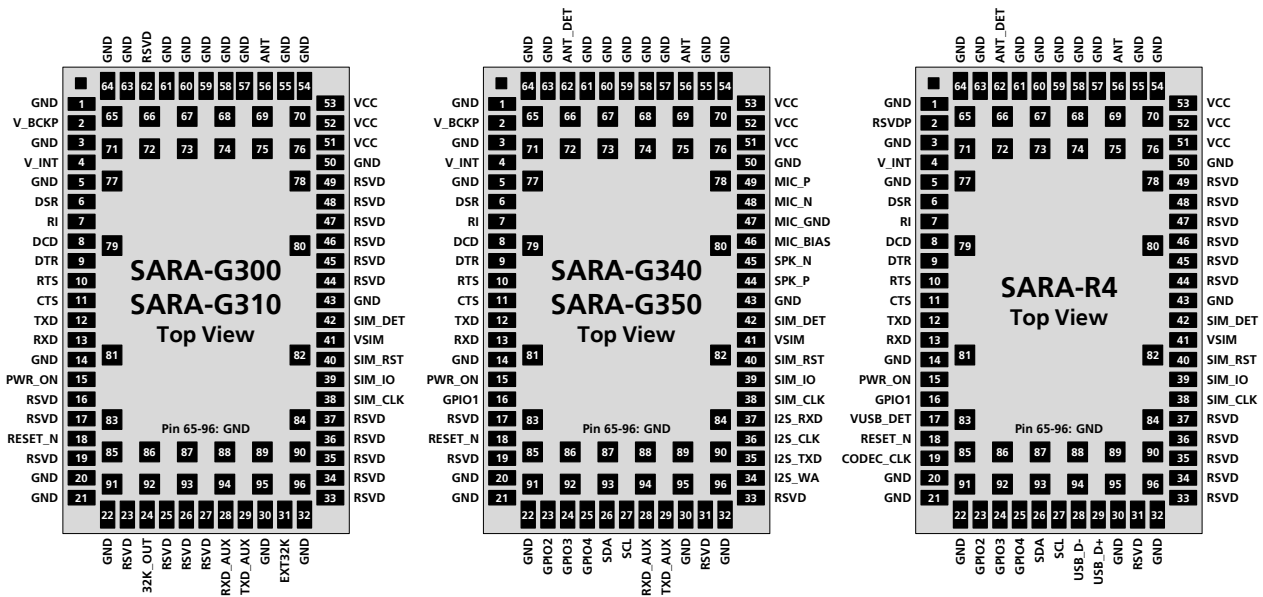 GND GND RSVD GND GND GND GND GND ANT GND GND
64 63 62 61 60 59 58 57 56 55 54
GND 1 53 VCC
65 66 67 68 69 70
V_BCKP 2 52 VCC
GND 3 51 VCC
71 72 73 74 75 76
V_INT 4 50 GND
GND 5 77 78 49 RSVD
DSR 6 48 RSVD
RI 7 47 RSVD
DCD 8 79 80 46 RSVD
DTR 9 45 RSVD
SARA-G300
RTS 10 44 RSVD
CTS 11 43 GND
SARA-G310
TXD 12 42 SIM_DET
Top View
RXD 13 41 VSIM
GND 14 81 82 40 SIM_RST
PWR_ON 15 39 SIM_IO
RSVD 16 38 SIM_CLK
RSVD 17 83 84 37 RSVD
Pin 65-96: GND
RESET_N 18 36 RSVD
85 86 87 88 89 90
RSVD 19 35 RSVD
GND 20 34 RSVD
91 92 93 94 95 96
GND 21 33 RSVD
22 23 24 25 26 27 28 29 30 31 32
GND RSVD 32K_OUT RSVD RSVD RSVD RXD_AUX TXD_AUX GND EXT32K GND
GND GND ANT_DET GND GND GND GND GND ANT GND GND
64 63 62 61 60 59 58 57 56 55 54
GND 1 53 VCC
65 66 67 68 69 70
V_BCKP 2 52 VCC
GND 3 51 VCC
71 72 73 74 75 76
V_INT 4 50 GND
GND 5 77 78 49 MIC_P
DSR 6 48 MIC_N
RI 7 47 MIC_GND
DCD 8 79 80 46 MIC_BIAS
DTR 9 45 SPK_N
SARA-G340
RTS 10 44 SPK_P
CTS 11 43 GND
SARA-G350
TXD 12 42 SIM_DET
Top View
RXD 13 41 VSIM
GND 14 81 82 40 SIM_RST
PWR_ON 15 39 SIM_IO
GPIO1 16 38 SIM_CLK
RSVD 17 83 84 37 I2S_RXD
Pin 65-96: GND
RESET_N 18 36 I2S_CLK
85 86 87 88 89 90
RSVD 19 35 I2S_TXD
GND 20 34 I2S_WA
91 92 93 94 95 96
GND 21 33 RSVD
22 23 24 25 26 27 28 29 30 31 32
GND GPIO2 GPIO3 GPIO4 SDA SCL RXD_AUX TXD_AUX GND RSVD GND
GND GND ANT_DET GND GND GND GND GND ANT GND GND
64 63 62 61 60 59 58 57 56 55 54
GND 1 53 VCC
65 66 67 68 69 70
RSVDP 2 52 VCC
GND 3 51 VCC
71 72 73 74 75 76
V_INT 4 50 GND
GND 5 77 78 49 RSVD
DSR 6 48 RSVD
RI 7 47 RSVD
DCD 8 79 80 46 RSVD
DTR 9 45 RSVD
RTS 10 44 RSVD
SARA-R4
CTS 11 43 GND
TXD 12 42 SIM_DET
Top View
RXD 13 41 VSIM
GND 14 81 82 40 SIM_RST
PWR_ON 15 39 SIM_IO
GPIO1 16 38 SIM_CLK
VUSB_DET 17 83 84 37 RSVD
Pin 65-96: GND
RESET_N 18 36 RSVD
85 86 87 88 89 90
CODEC_CLK 19 35 RSVD
GND 20 34 RSVD
91 92 93 94 95 96
GND 21 33 RSVD
22 23 24 25 26 27 28 29 30 31 32
GND GPIO2 GPIO3 GPIO4 SDA SCL USB_D- USB_D+ GND RSVD GND